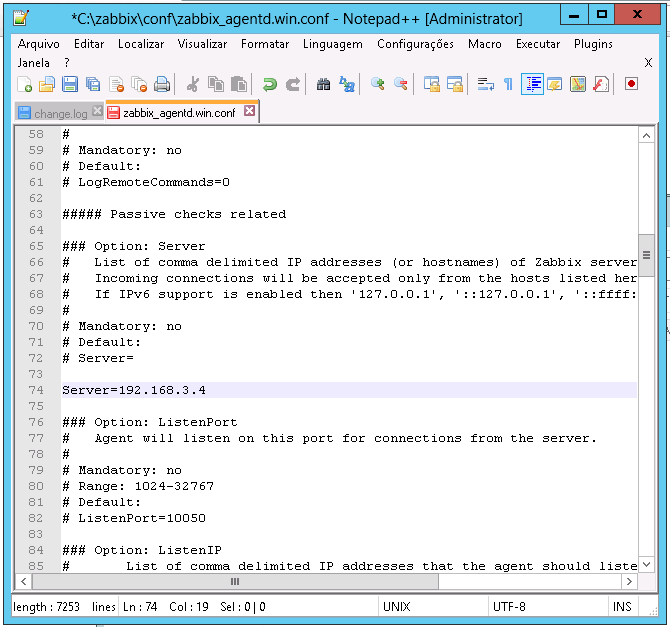 *C:\zabbix\conf\zabbix_agentd.win.conf - Notepad++ [Administrator]
Arquivo Editar Localizar Visualizar Formatar Linguagem Configurações Macro Executar Plugins
Janela ? X
change.log zabbix_agentd.win.conf
58 #
59 # Mandatory: no
60 # Default:
61 # LogRemoteCommands=0
62
63 ##### Passive checks related
64
65 ### Option: Server
66 # List of comma delimited IP addresses (or hostnames) of Zabbix server
67 # Incoming connections will be accepted only from the hosts listed her
68 # If IPv6 support is enabled then '127.0.0.1', '::127.0.0.1', '::ffff:
69 #
70 # Mandatory: no
71 # Default:
72 # Server=
73
74 Server=192.168.3.4
75
76 ### Option: ListenPort
77 # Agent will listen on this port for connections from the server.
78 #
79 # Mandatory: no
80 # Range: 1024-32767
81 # Default:
82 # ListenPort=10050
83
84 ### Option: ListenIP
85 # List of comma delimited IP addresses that the agent should liste
length : 7253 lines Ln : 74 Col : 19 Sel : 0 | 0 UNIX UTF-8 INS